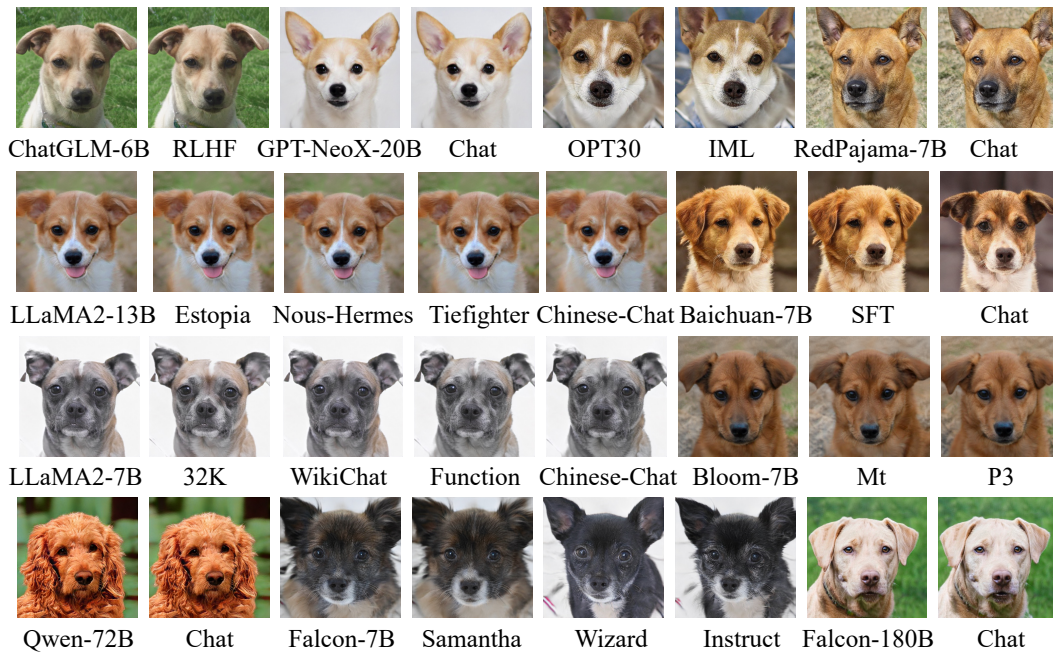 ChatGLM-6B RLHF GPT-NeoX-20B Chat OPT30 IML RedPajama-7B Chat
LLaMA2-13B Estopia Nous-Hermes Tiefighter Chinese-Chat Baichuan-7B SFT Chat
LLaMA2-7B 32K WikiChat Function Chinese-Chat Bloom-7B Mt P3
Qwen-72B Chat Falcon-7B Samantha Wizard Instruct Falcon-180B Chat